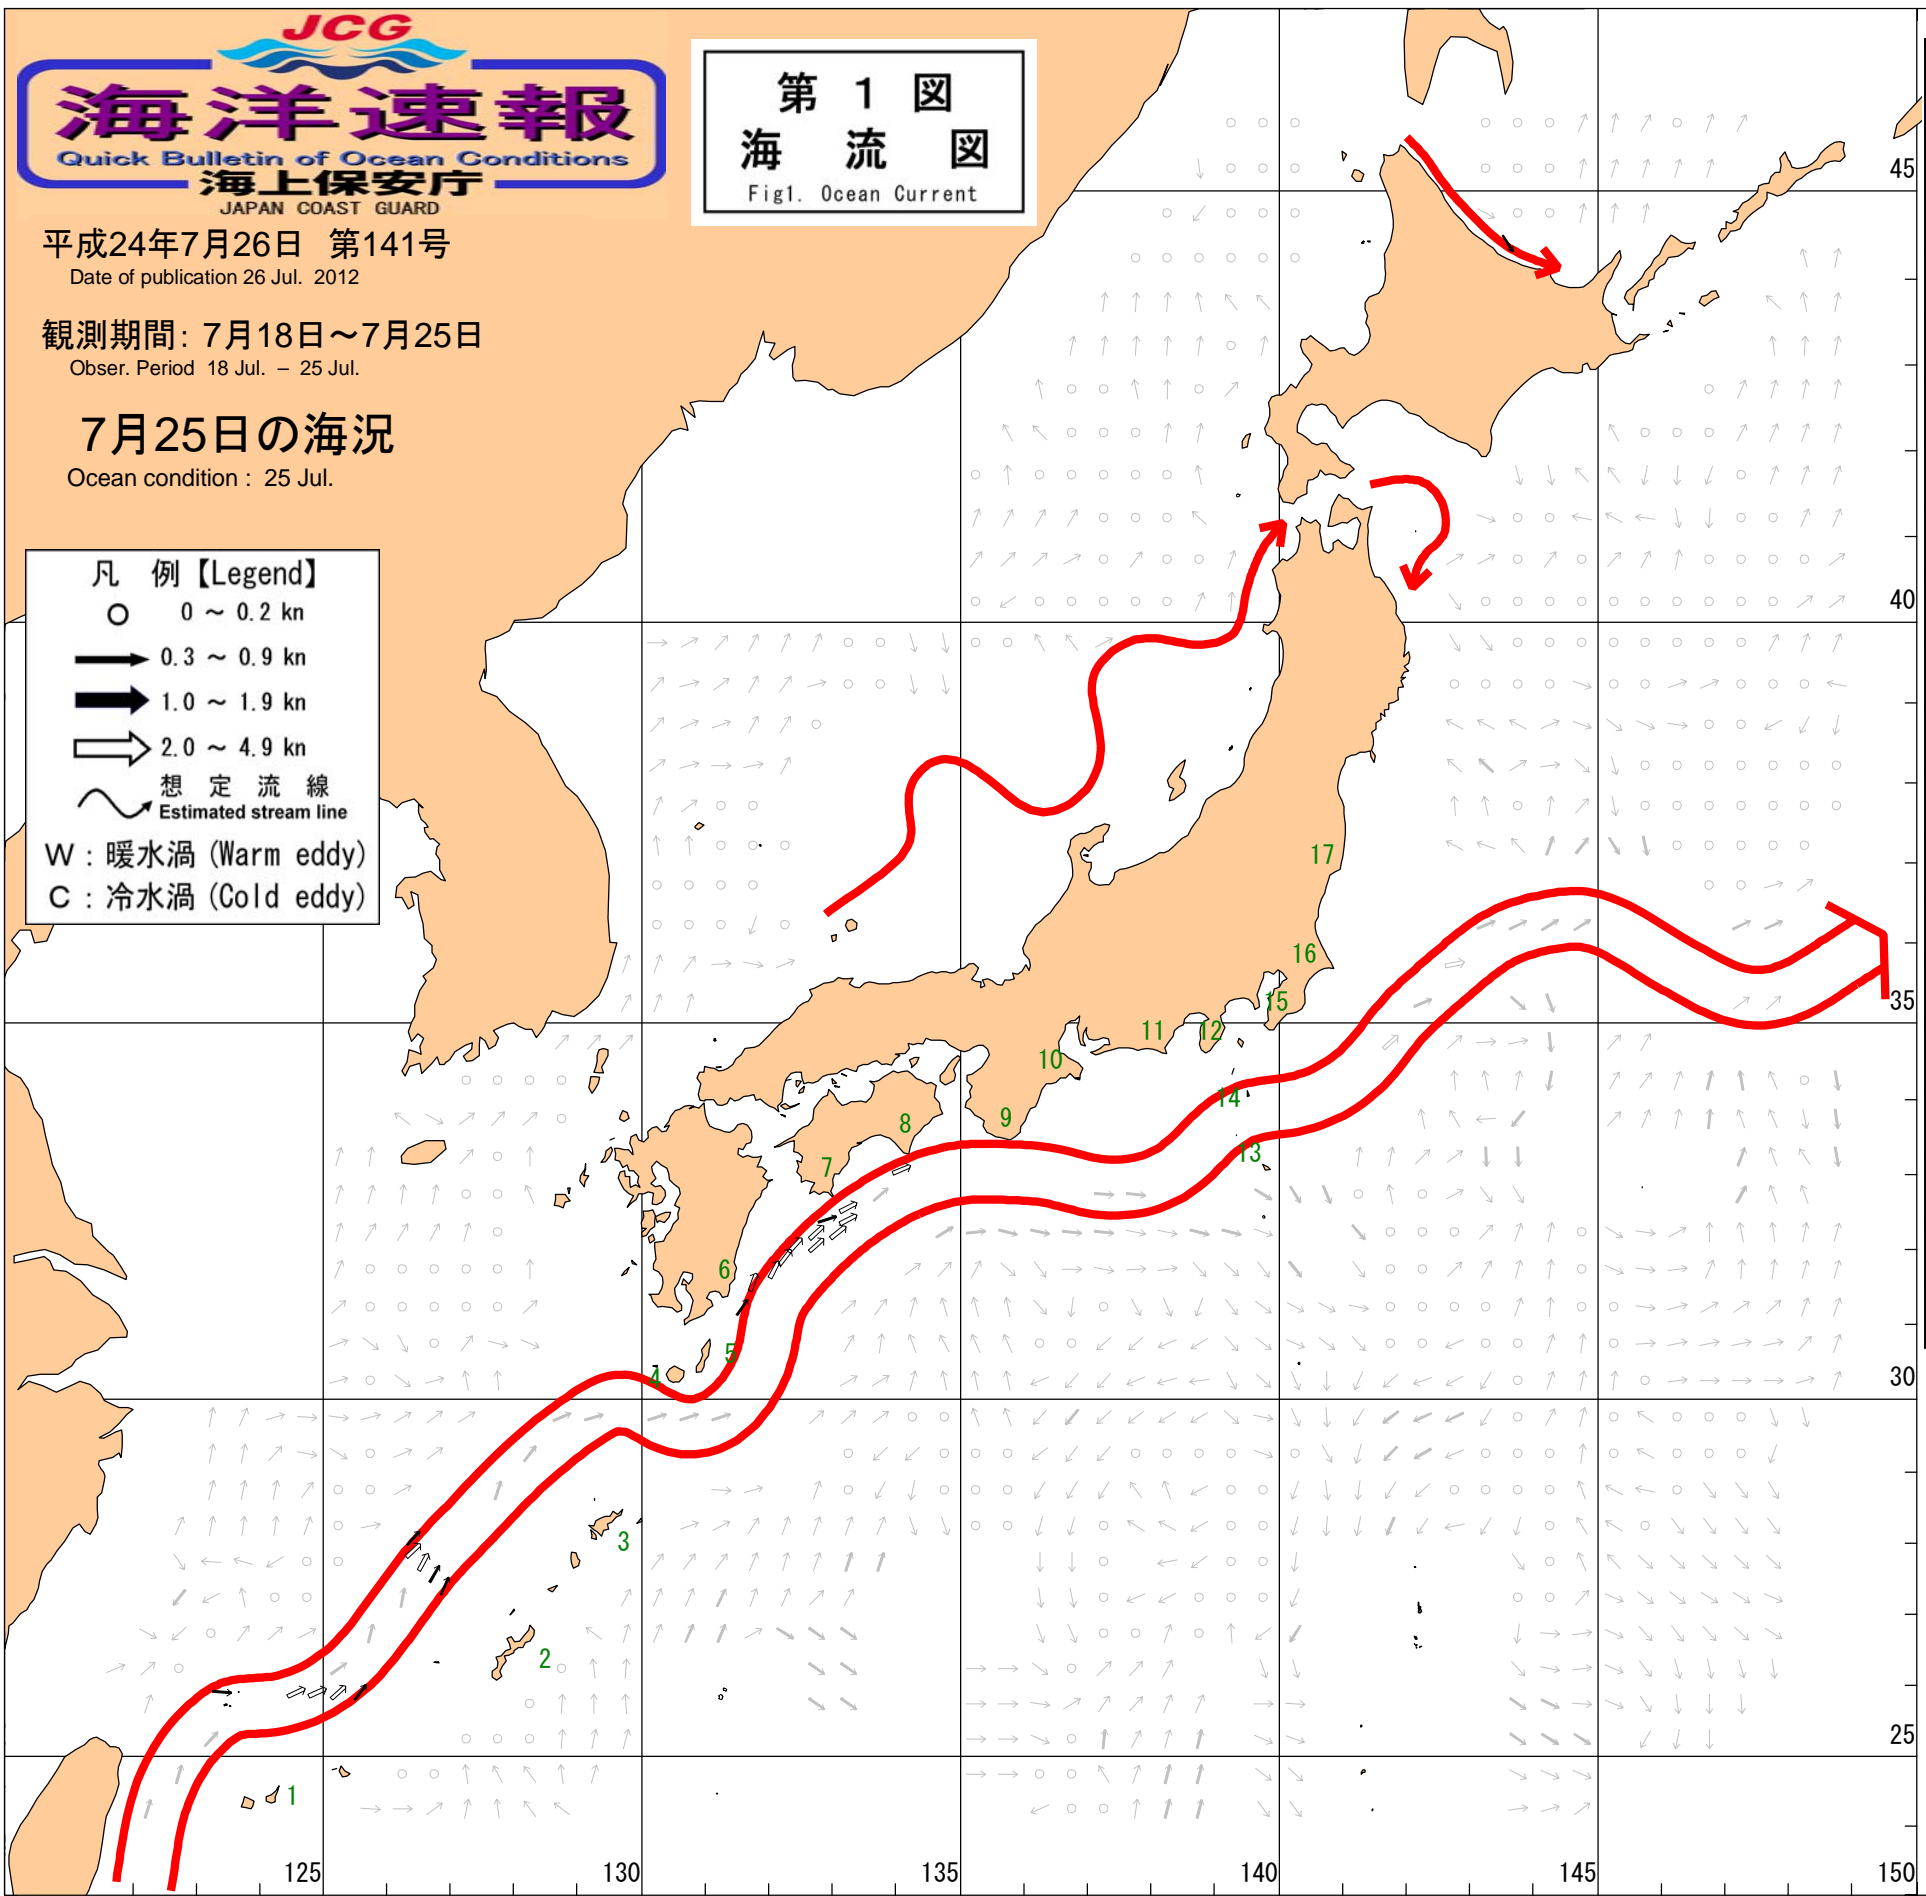 JCG
海洋速報
Quick Bulletin of Ocean Conditions
海上保安庁
JAPAN COAST GUARD
第 1 図
海 流 図
Fig1. Ocean Current
平成24年7月26日 第141号
Date of publication 26 Jul. 2012
観測期間: 7月18日～7月25日
Obser. Period 18 Jul. – 25 Jul.
7月25日の海況
Ocean condition : 25 Jul.
凡 例【Legend】
0 ～ 0.2 kn
0.3 ～ 0.9 kn
1.0 ～ 1.9 kn
2.0 ～ 4.9 kn
想 定 流 線
Estimated stream line
W : 暖水渦 (Warm eddy)
C : 冷水渦 (Cold eddy)
45
40
35
30
25
17
16
15
14
13
12
11
10
9
8
7
6
5
4
3
2
1
125
130
135
140
145
150